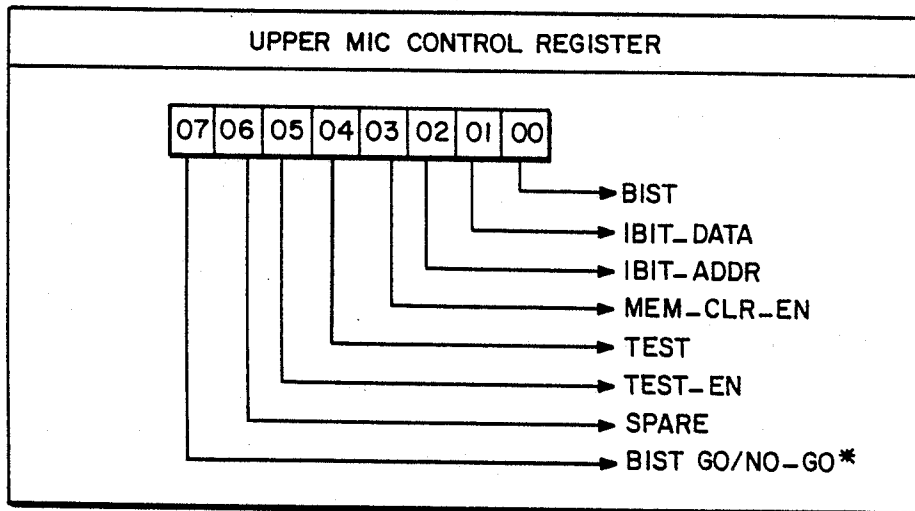 UPPER MIC CONTROL REGISTER
07 06 05 04 03 02 01 00
BIST
IBIT_DATA
IBIT_ADDR
MEM_CLR_EN
TEST
TEST_EN
SPARE
BIST GO/NO-GO*